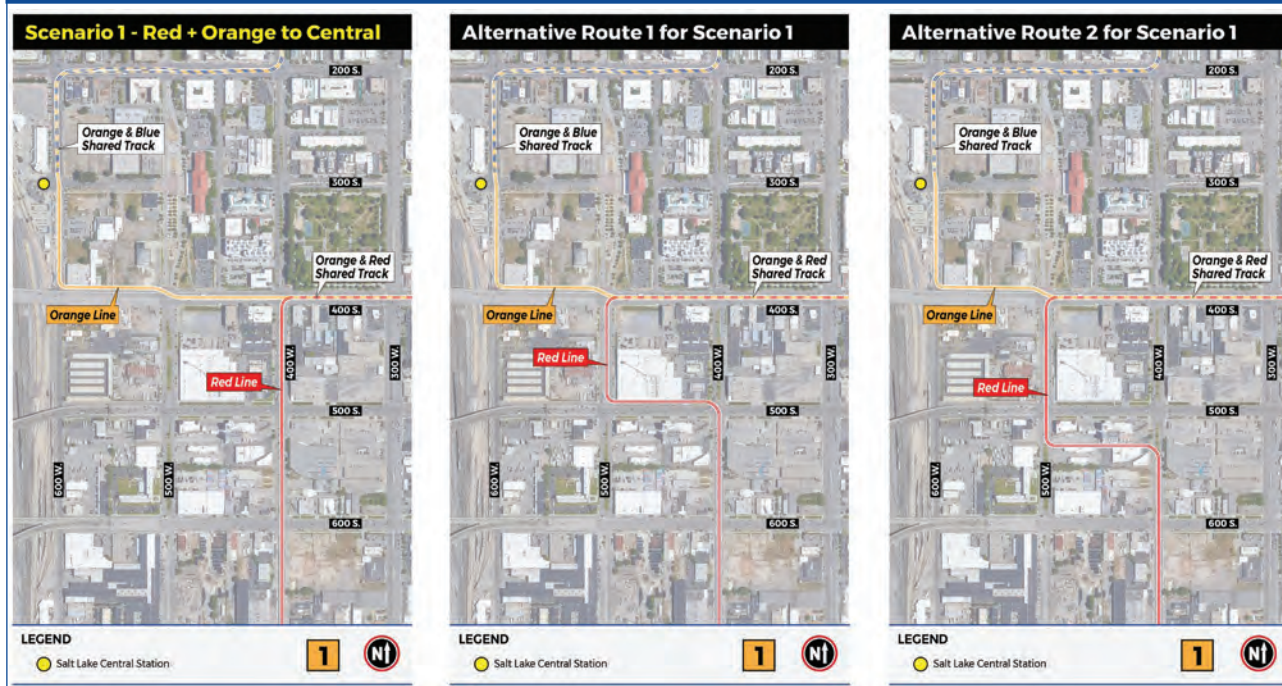 Scenario 1 - Red + Orange to Central
200 S.
Orange & Blue
Shared Track
300 S.
Orange & Red
Shared Track
Orange Line
400 S.
Red Line
400 W.
300 W.
500 S.
600 W.
500 W.
600 S.
LEGEND
Salt Lake Central Station
1
N
Alternative Route 1 for Scenario 1
200 S.
Orange & Blue
Shared Track
300 S.
Orange & Red
Shared Track
Orange Line
400 S.
Red Line
400 W.
300 W.
500 S.
600 W.
500 W.
600 S.
LEGEND
Salt Lake Central Station
1
N
Alternative Route 2 for Scenario 1
200 S.
Orange & Blue
Shared Track
300 S.
Orange & Red
Shared Track
Orange Line
400 S.
Red Line
400 W.
300 W.
500 S.
600 W.
500 W.
600 S.
LEGEND
Salt Lake Central Station
1
N